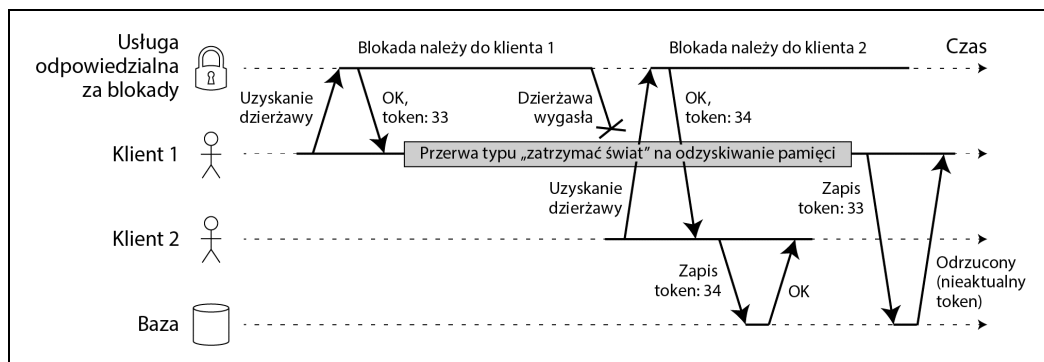 Usługa
odpowiedzialna
za blokady
Blokada należy do klienta 1
Blokada należy do klienta 2
Czas
Uzyskanie
dzierżawy
OK,
token: 33
Dzierżawa
wygasła
OK,
token: 34
Klient 1
Przerwa typu „zatrzymać świat” na odzyskiwanie pamięci
Uzyskanie
dzierżawy
Zapis
token: 33
Klient 2
Zapis
token: 34
OK
Odrzucony
(nieaktualny
token)
Baza